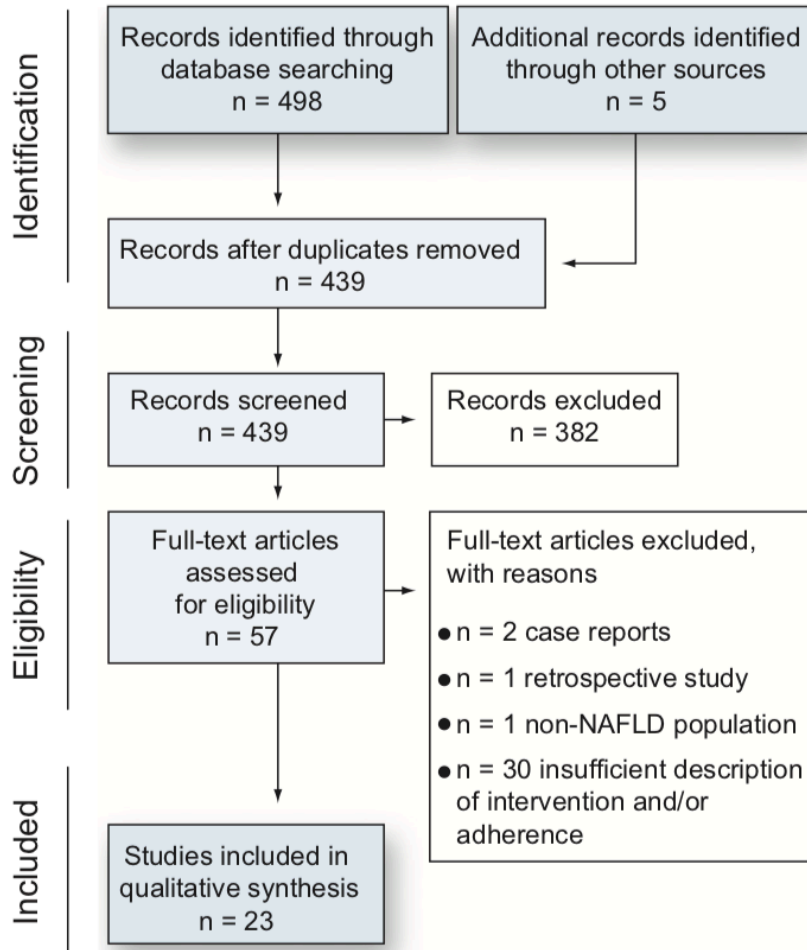 Identification
Records identified through
database searching
n = 498
Additional records identified
through other sources
n = 5
Records after duplicates removed
n = 439
Screening
Records screened
n = 439
Records excluded
n = 382
Eligibility
Full-text articles
assessed
for eligibility
n = 57
Full-text articles excluded,
with reasons
● n = 2 case reports
● n = 1 retrospective study
● n = 1 non-NAFLD population
● n = 30 insufficient description
of intervention and/or
adherence
Included
Studies included in
qualitative synthesis
n = 23